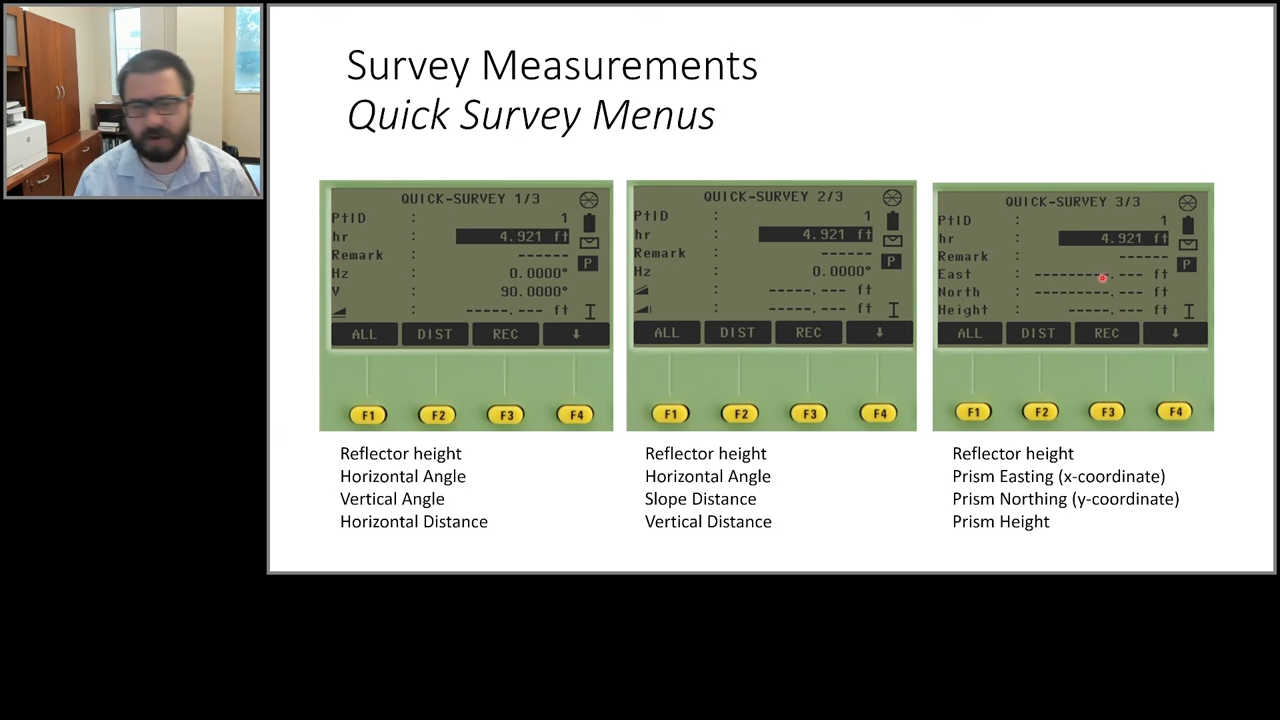 Survey Measurements
Quick Survey Menus
QUICK-SURVEY 1/3
PtID : 1
hr : 4.921 ft
Remark : ------
Hz : 0.0000°
V : 90.0000°
: -----.--- ft
ALL DIST REC ↓
F1 F2 F3 F4
Reflector height
Horizontal Angle
Vertical Angle
Horizontal Distance
QUICK-SURVEY 2/3
PtID : 1
hr : 4.921 ft
Remark : ------
Hz : 0.0000°
: -----.--- ft
: -----.--- ft
ALL DIST REC ↓
F1 F2 F3 F4
Reflector height
Horizontal Angle
Slope Distance
Vertical Distance
QUICK-SURVEY 3/3
PtID : 1
hr : 4.921 ft
Remark : ------
East : ---------.--- ft
North : ---------.--- ft
Height : -----.--- ft
ALL DIST REC ↓
F1 F2 F3 F4
Reflector height
Prism Easting (x-coordinate)
Prism Northing (y-coordinate)
Prism Height
P
I
P
I
P
I